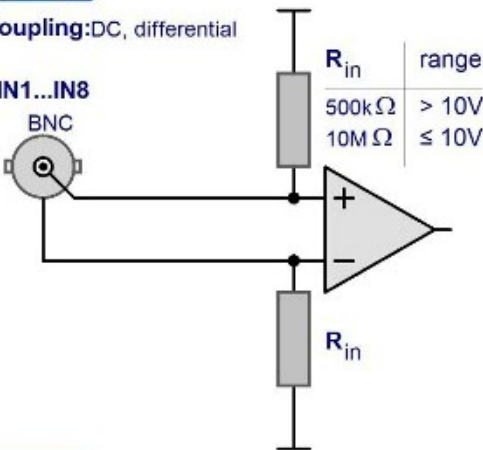 oupling:DC, differential
IN1...IN8
BNC
Rin range
500kΩ > 10V
10MΩ ≤ 10V
+
−
Rin